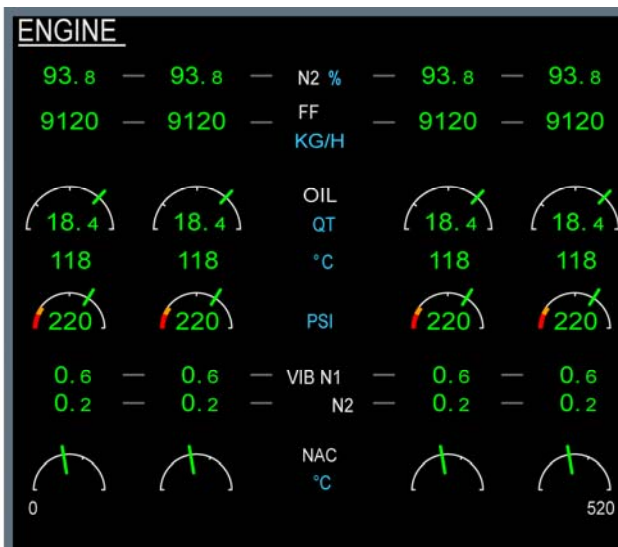 ENGINE
93.8 — 93.8 — N2 % — 93.8 — 93.8
9120 — 9120 — FF KG/H — 9120 — 9120
OIL
18.4 18.4 QT 18.4 18.4
118 118 °C 118 118
220 220 PSI 220 220
0.6 — 0.6 — VIB N1 — 0.6 — 0.6
0.2 — 0.2 — N2 — 0.2 — 0.2
NAC
°C
0 520